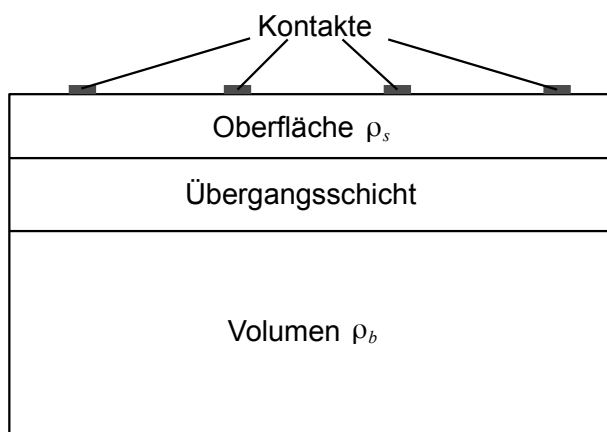 Kontakte
Oberfläche ρs
Übergangsschicht
Volumen ρb